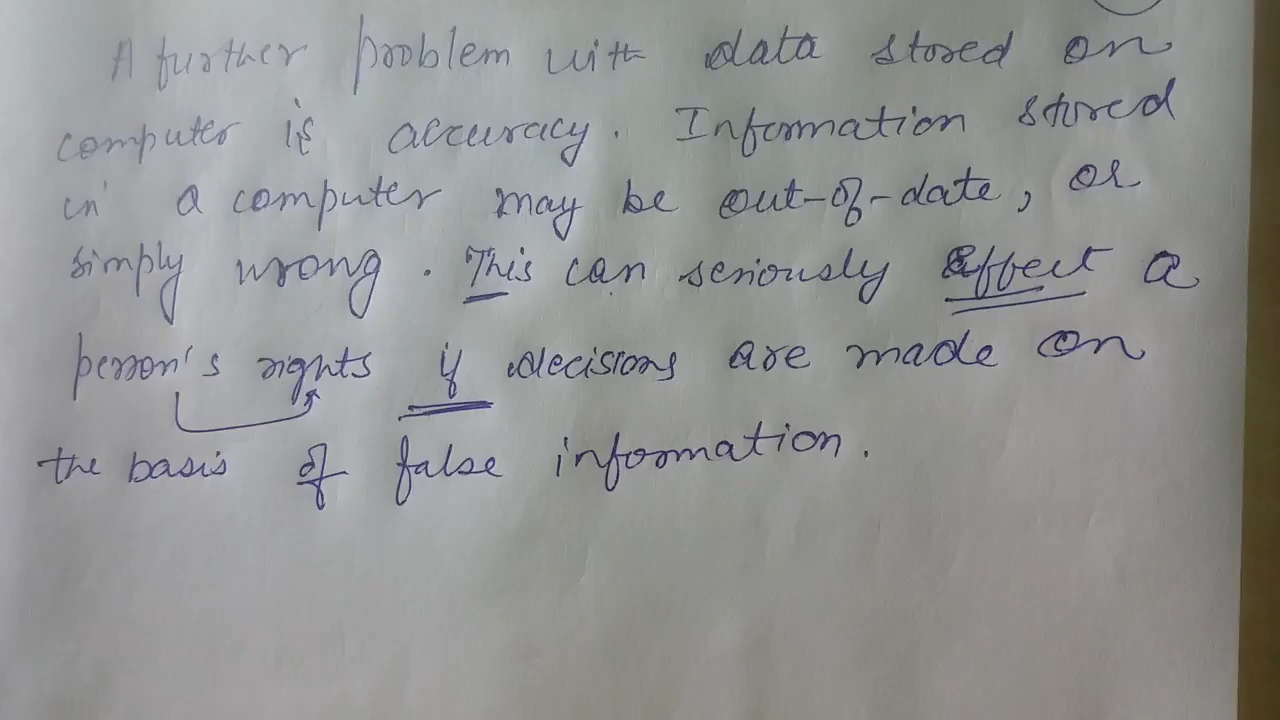 A further problem with data stored on
computer is accuracy. Information stored
in a computer may be out-of-date, or
simply wrong. This can seriously affect a
person's rights if decisions are made on
the basis of false information.